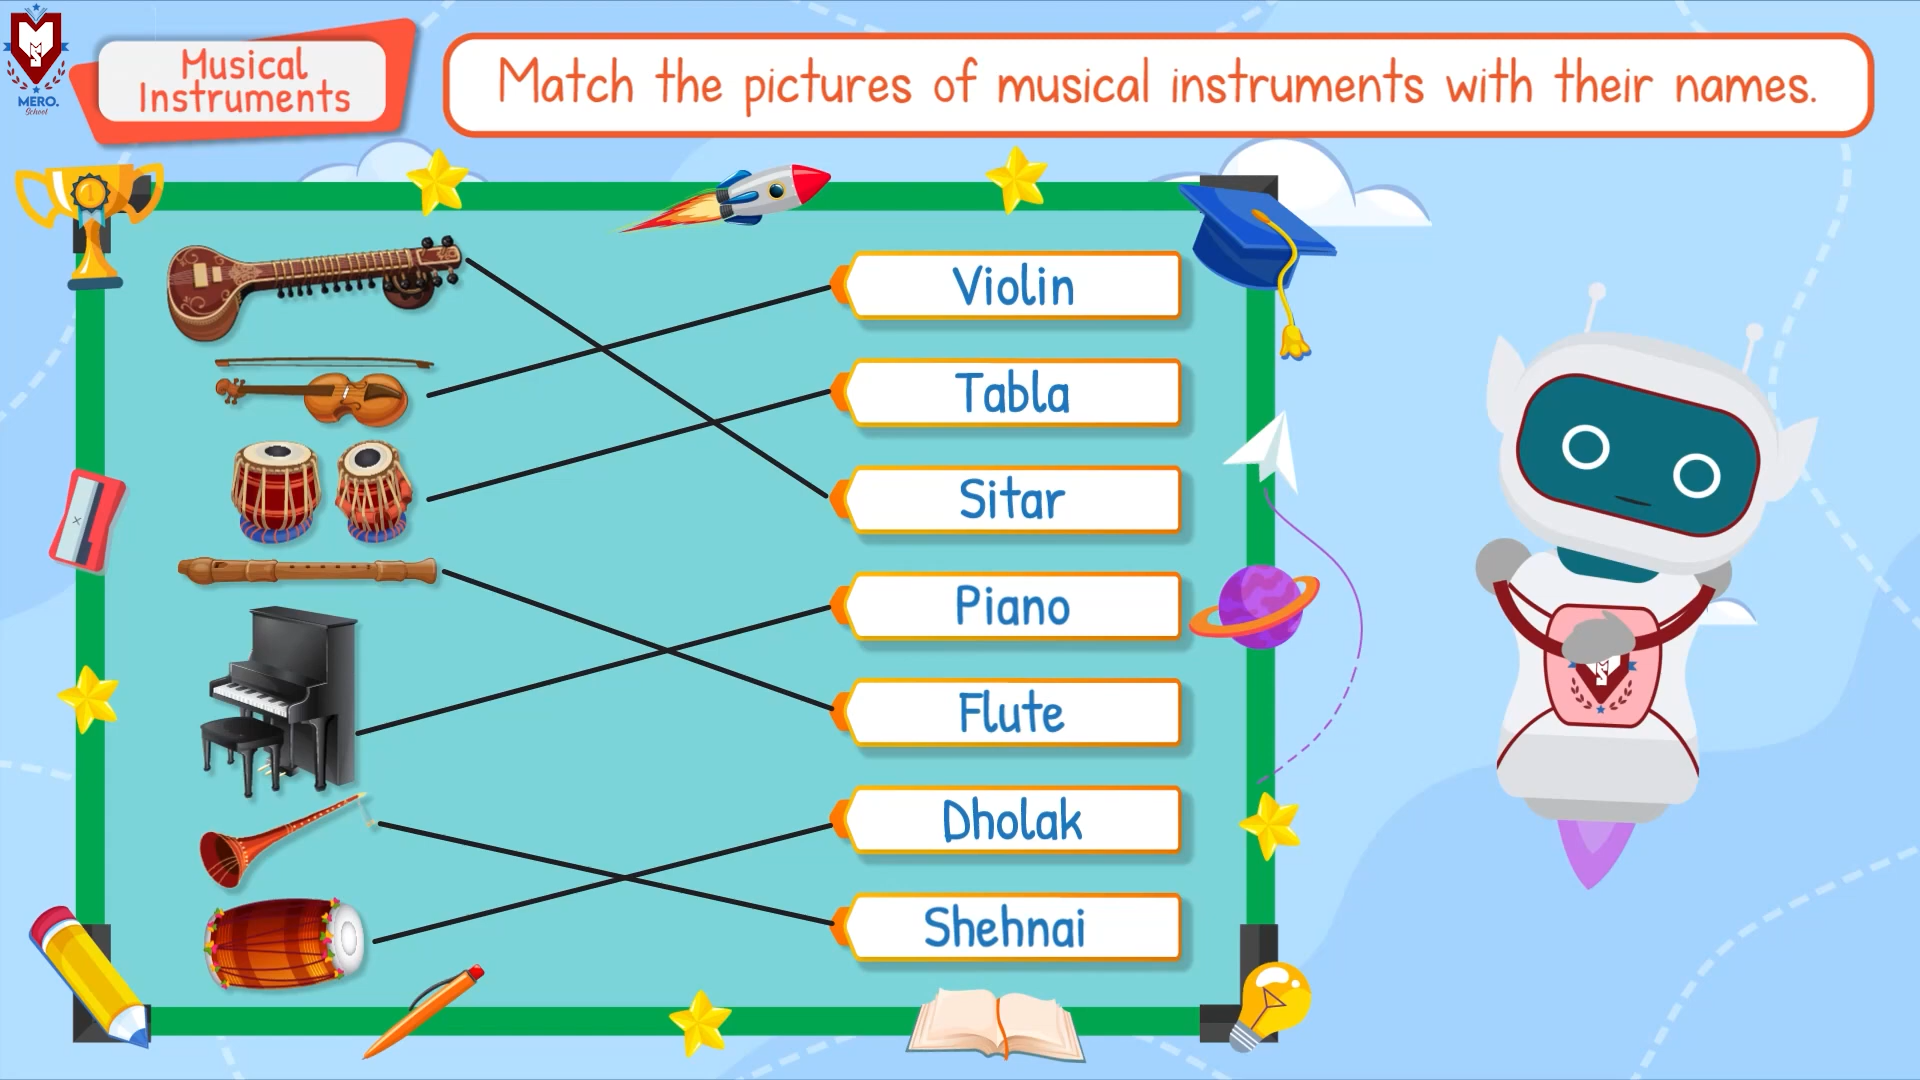 MERO.
School
Musical
Instruments
Match the pictures of musical instruments with their names.
Violin
Tabla
Sitar
Piano
Flute
Dholak
Shehnai